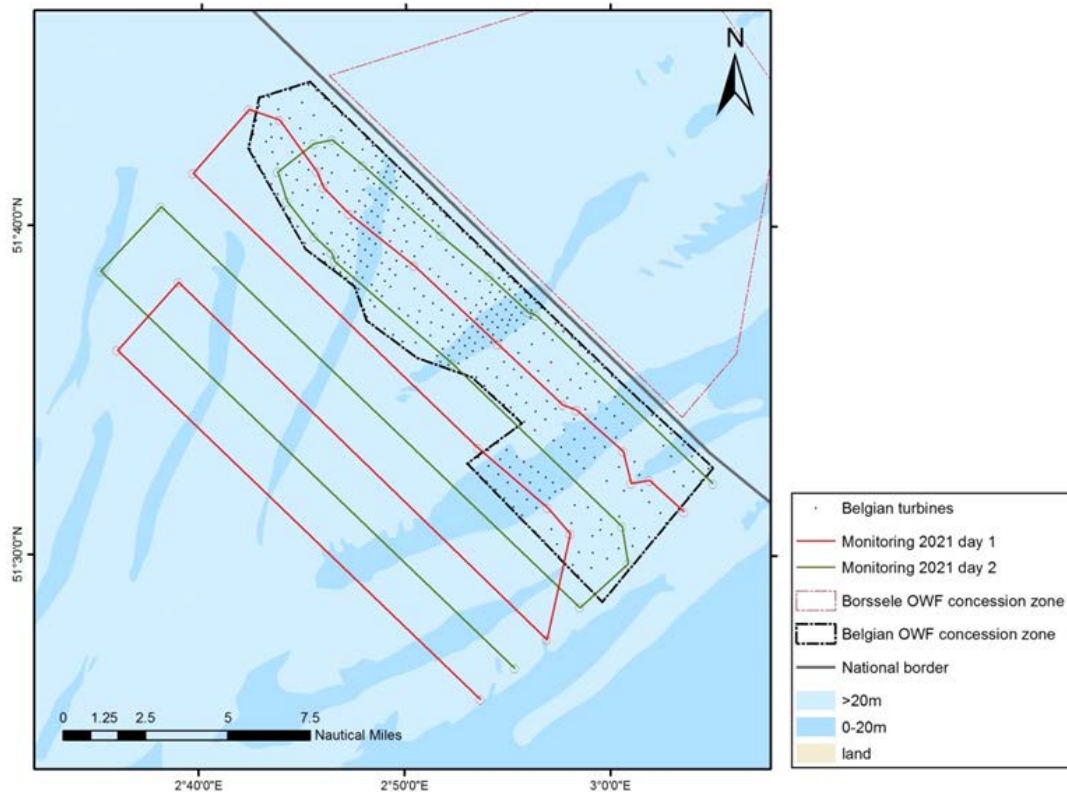 N
51°40'0"N
51°30'0"N
0 1.25 2.5 5 7.5
Nautical Miles
2°40'0"E 2°50'0"E 3°0'0"E
Belgian turbines
Monitoring 2021 day 1
Monitoring 2021 day 2
Borssele OWF concession zone
Belgian OWF concession zone
National border
>20m
0-20m
land